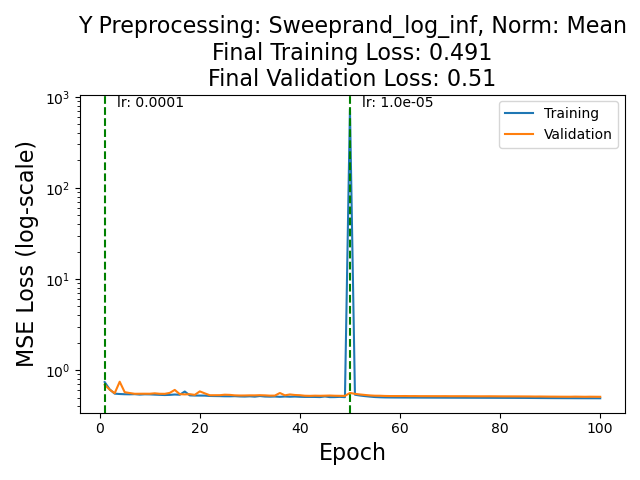 Y Preprocessing: Sweeprand_log_inf, Norm: Mean
Final Training Loss: 0.491
Final Validation Loss: 0.51
lr: 0.0001
lr: 1.0e-05
Training
Validation
MSE Loss (log-scale)
10³
10²
10¹
10⁰
0 20 40 60 80 100
Epoch